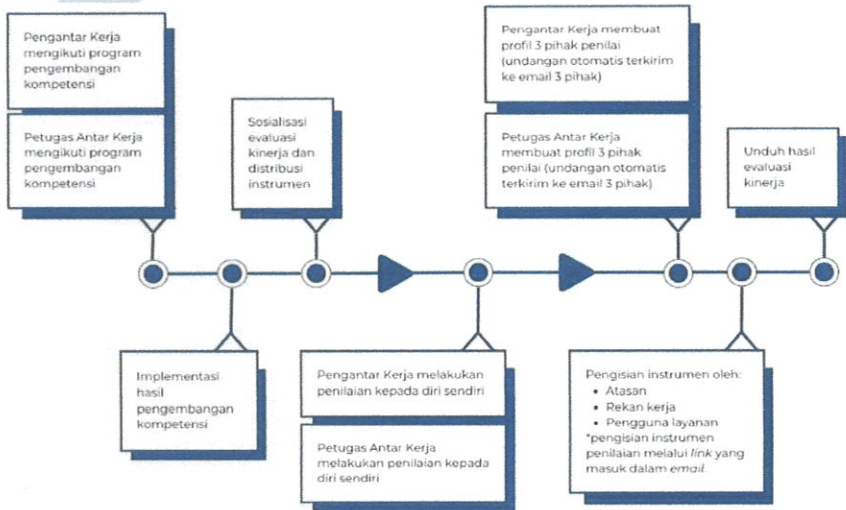 Pengantar Kerja
mengikuti program
pengembangan
kompetensi
Petugas Antar Kerja
mengikuti program
pengembangan
kompetensi
Implementasi
hasil
pengembangan
kompetensi
Sosialisasi
evaluasi
kinerja dan
distribusi
instrumen
Pengantar Kerja melakukan
penilaian kepada diri sendiri
Petugas Antar Kerja
melakukan penilaian kepada
diri sendiri
Pengantar Kerja membuat
profil 3 pihak penilai
(undangan otomatis terkirim
ke email 3 pihak)
Petugas Antar Kerja
membuat profil 3 pihak
penilai (undangan otomatis
terkirim ke email 3 pihak)
Pengisian instrumen oleh:
• Atasan
• Rekan kerja
• Pengguna layanan
*pengisian instrumen
penilaian melalui link yang
masuk dalam email.
Unduh hasil
evaluasi
kinerja